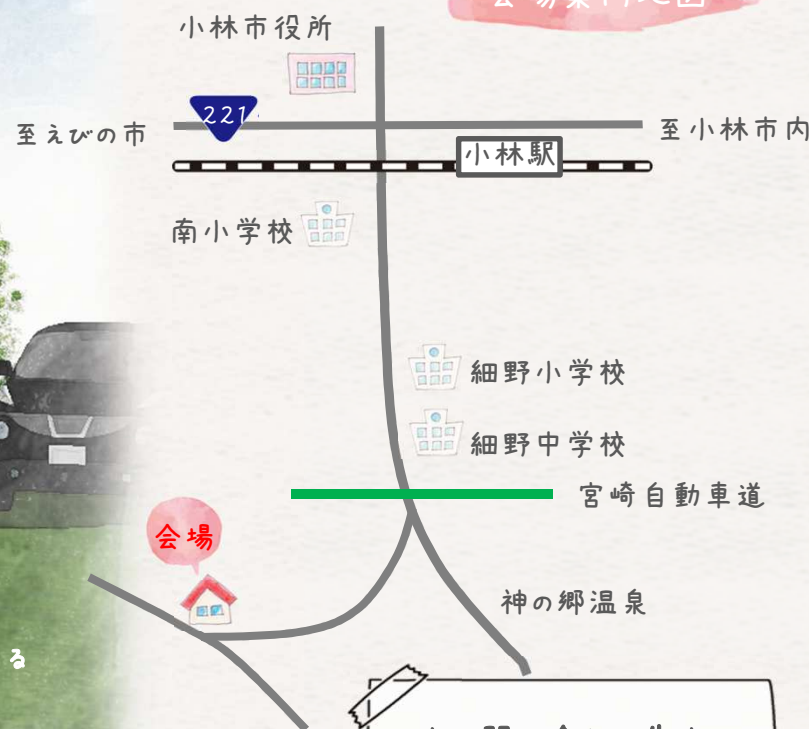 小林市役所
221
至えびの市
至小林市内
小林駅
南小学校
細野小学校
細野中学校
宮崎自動車道
会場
神の郷温泉
る